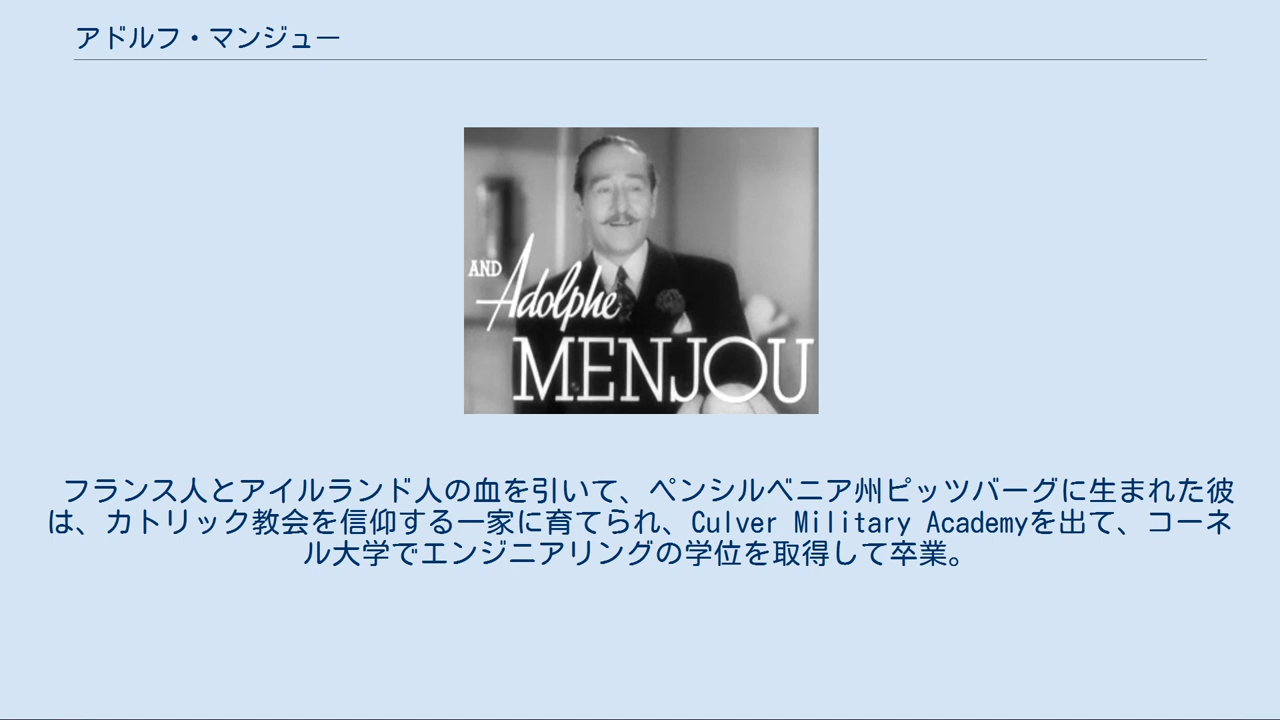 アドルフ・マンジュー
AND
Adolphe
MENJOU
フランス人とアイルランド人の血を引いて、ペンシルベニア州ピッツバーグに生まれた彼
は、カトリック教会を信仰する一家に育てられ、Culver Military Academyを出て、コーネ
ル大学でエンジニアリングの学位を取得して卒業。